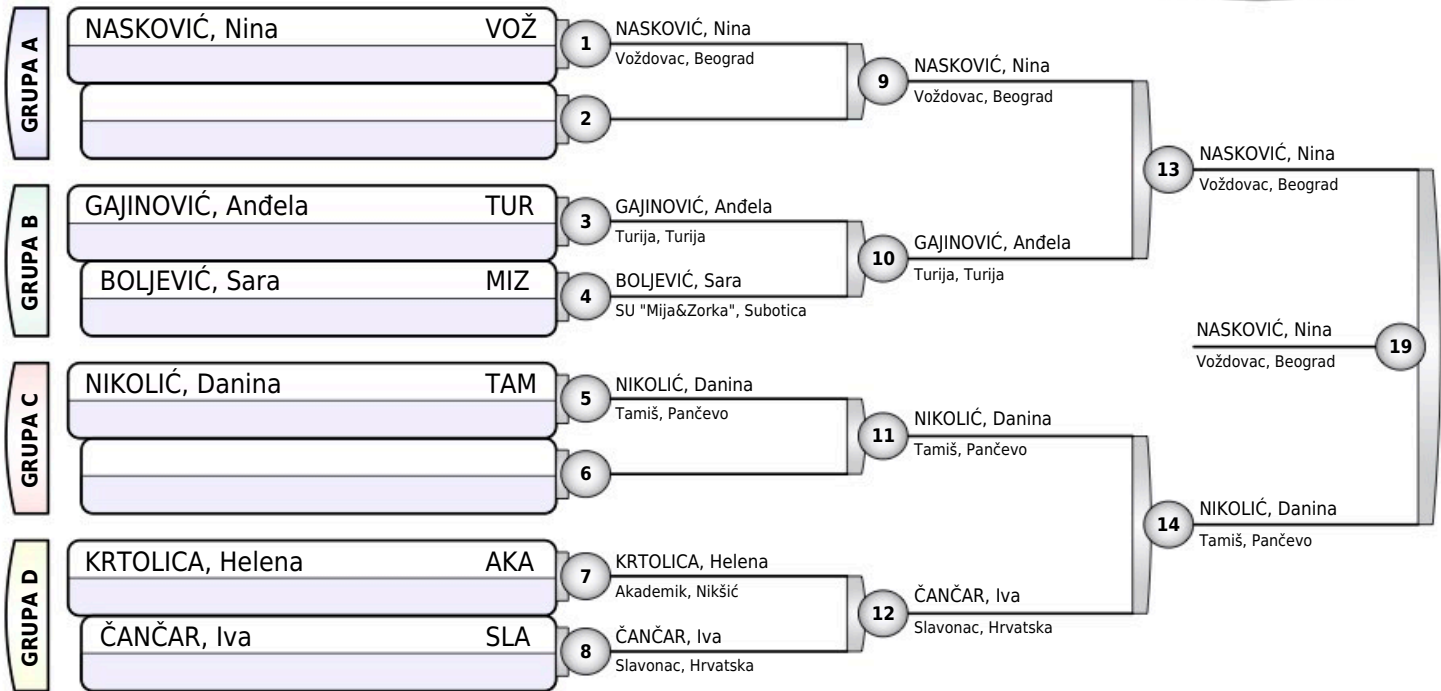 GRUPA A
NASKOVIĆ, Nina VOŽ
1
NASKOVIĆ, Nina
Voždovac, Beograd
2
9
NASKOVIĆ, Nina
Voždovac, Beograd
GRUPA B
GAJINOVIĆ, Anđela TUR
3
GAJINOVIĆ, Anđela
Turija, Turija
BOLJEVIĆ, Sara MIZ
4
BOLJEVIĆ, Sara
SU "Mija&Zorka", Subotica
10
GAJINOVIĆ, Anđela
Turija, Turija
13
NASKOVIĆ, Nina
Voždovac, Beograd
GRUPA C
NIKOLIĆ, Danina TAM
5
NIKOLIĆ, Danina
Tamiš, Pančevo
6
11
NIKOLIĆ, Danina
Tamiš, Pančevo
GRUPA D
KRTOLICA, Helena AKA
7
KRTOLICA, Helena
Akademik, Nikšić
ČANČAR, Iva SLA
8
ČANČAR, Iva
Slavonac, Hrvatska
12
ČANČAR, Iva
Slavonac, Hrvatska
14
NIKOLIĆ, Danina
Tamiš, Pančevo
NASKOVIĆ, Nina
Voždovac, Beograd
19